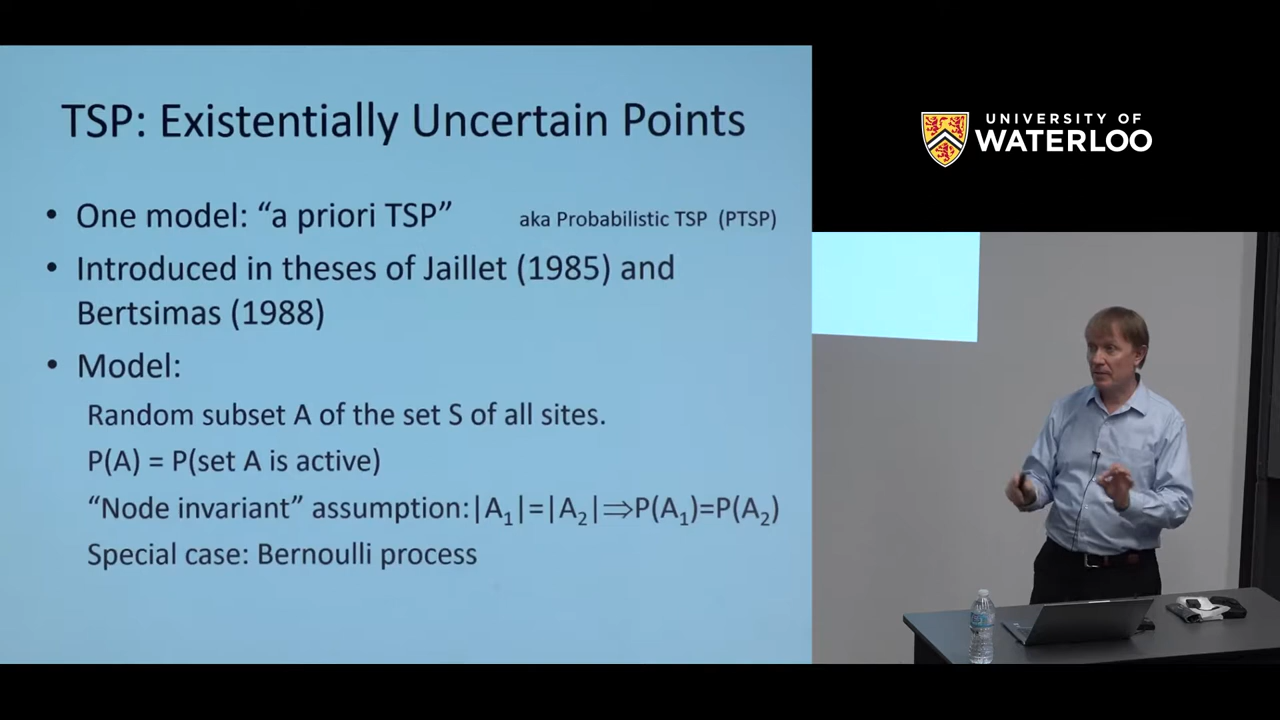 TSP: Existentially Uncertain Points
• One model: “a priori TSP” aka Probabilistic TSP (PTSP)
• Introduced in theses of Jaillet (1985) and
Bertsimas (1988)
• Model:
Random subset A of the set S of all sites.
P(A) = P(set A is active)
“Node invariant” assumption:|A₁|=|A₂|⇒P(A₁)=P(A₂)
Special case: Bernoulli process
UNIVERSITY OF
WATERLOO